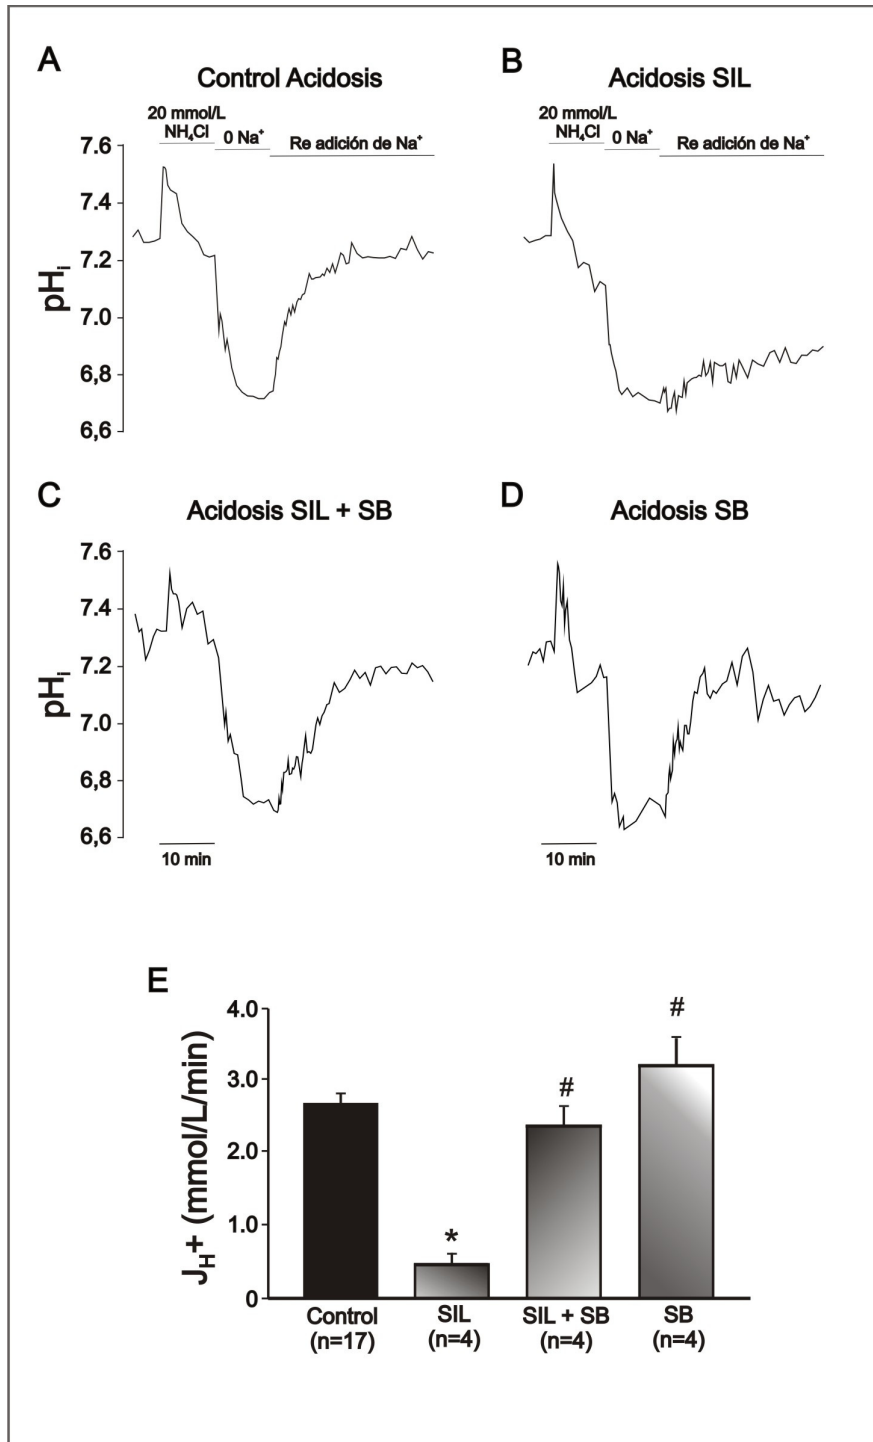 A
Control Acidosis
20 mmol/L
NH₄Cl
0 Na⁺
Re adición de Na⁺
pHᵢ
7.6
7.4
7.2
7.0
6.8
6,6
B
Acidosis SIL
20 mmol/L
NH₄Cl
0 Na⁺
Re adición de Na⁺
C
Acidosis SIL + SB
pHᵢ
7.6
7.4
7.2
7.0
6,8
6,6
10 min
D
Acidosis SB
10 min
E
J_H+ (mmol/L/min)
4.0
3.0
2.0
1.0
0
*
#
#
Control
(n=17)
SIL
(n=4)
SIL + SB
(n=4)
SB
(n=4)